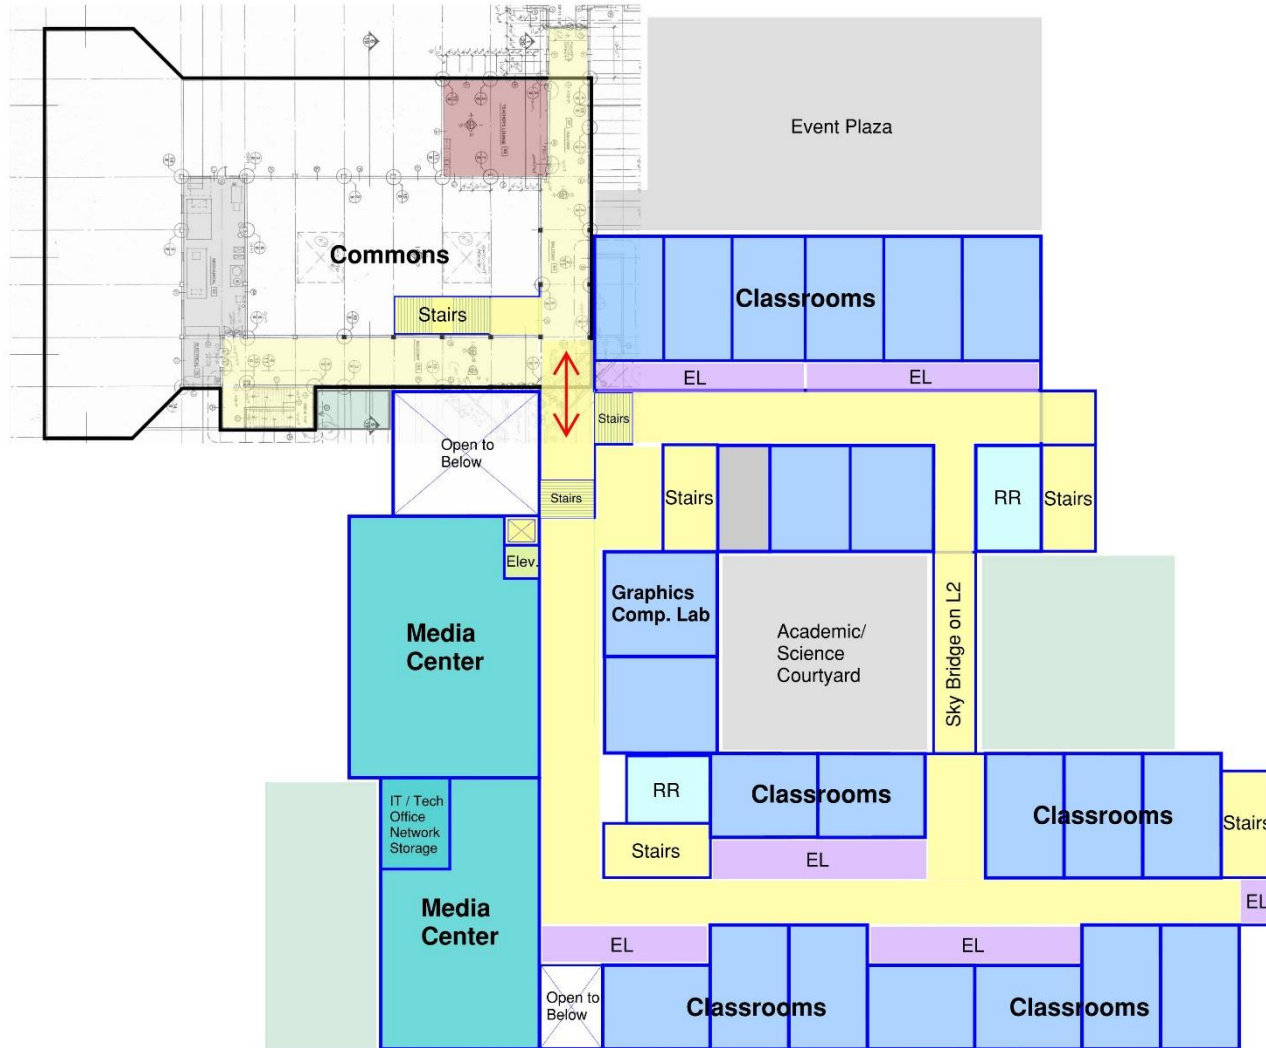 Event Plaza
Commons
Classrooms
Stairs
EL
EL
Stairs
Open to
Below
Stairs
Stairs
RR
Stairs
Elev.
Graphics
Comp. Lab
Academic/
Science
Courtyard
Sky Bridge on L2
Media
Center
IT / Tech
Office
Network
Storage
RR
Classrooms
Classrooms
Stairs
Stairs
EL
EL
Media
Center
EL
EL
Open to
Below
Classrooms
Classrooms